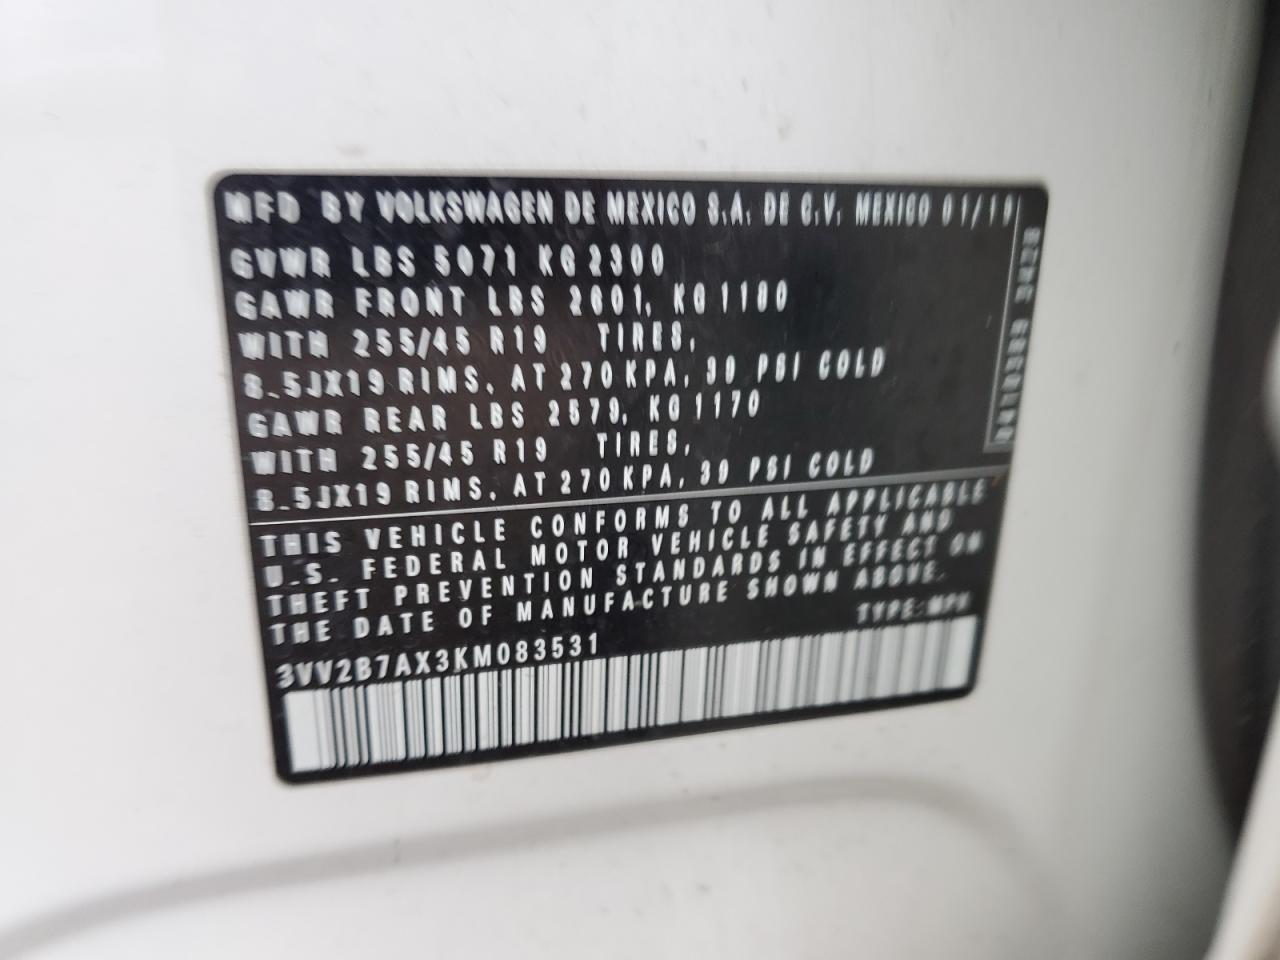 MFD BY VOLKSWAGEN DE MEXICO S.A. DE C.V. MEXICO 01/19
GVWR LBS 5071 KG 2300
GAWR FRONT LBS 2601, KG 1180
WITH 255/45 R19 TIRES,
8.5JX19 RIMS, AT 270 KPA, 39 PSI COLD
GAWR REAR LBS 2579, KG 1170
WITH 255/45 R19 TIRES,
8.5JX19 RIMS, AT 270 KPA, 39 PSI COLD
THIS VEHICLE CONFORMS TO ALL APPLICABLE
U.S. FEDERAL MOTOR VEHICLE SAFETY AND
THEFT PREVENTION STANDARDS IN EFFECT ON
THE DATE OF MANUFACTURE SHOWN ABOVE.
TYPE: MPV
3VV2B7AX3KM083531